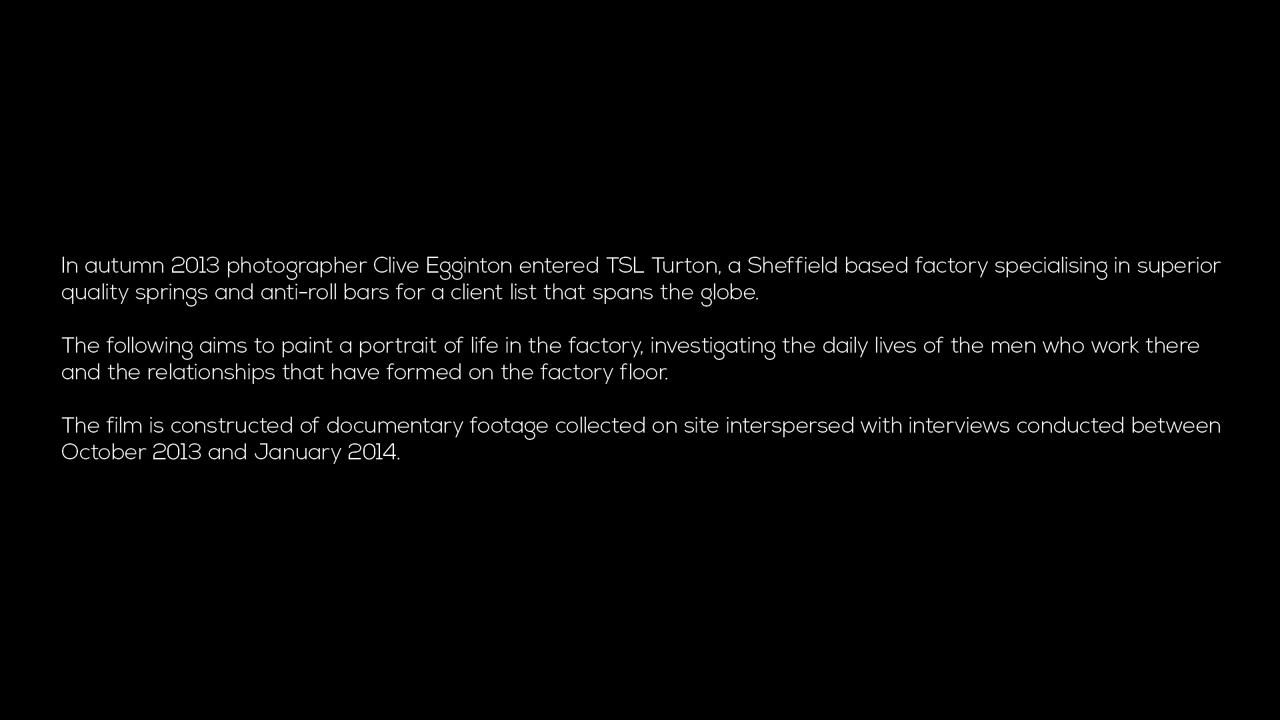 In autumn 2013 photographer Clive Egginton entered TSL Turton, a Sheffield based factory specialising in superior
quality springs and anti-roll bars for a client list that spans the globe.
The following aims to paint a portrait of life in the factory, investigating the daily lives of the men who work there
and the relationships that have formed on the factory floor.
The film is constructed of documentary footage collected on site interspersed with interviews conducted between
October 2013 and January 2014.